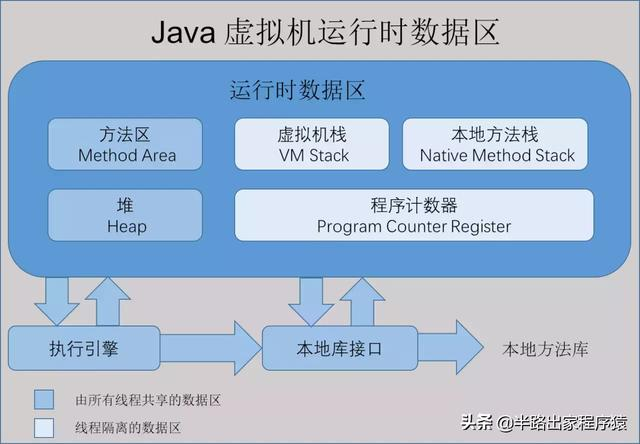 Java 虚拟机运行时数据区
运行时数据区
方法区
Method Area
虚拟机栈
VM Stack
本地方法栈
Native Method Stack
堆
Heap
程序计数器
Program Counter Register
执行引擎
本地库接口
本地方法库
由所有线程共享的数据区
线程隔离的数据区
头条 @半路出家程序猿